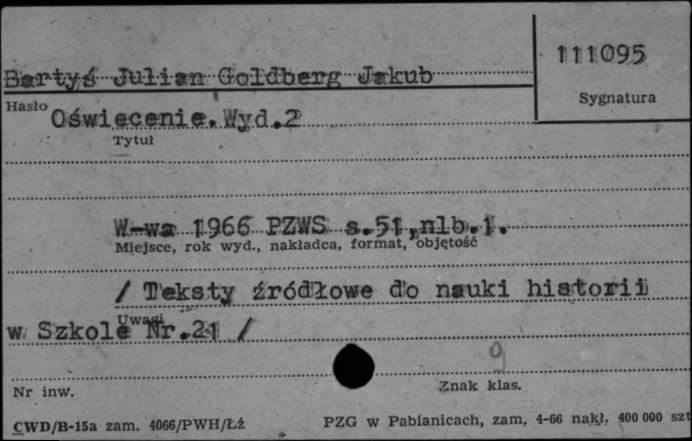 111095
Bartyś Julian Goldberg Jakub
Sygnatura
Hasło
Oświecenie.Wyd.2
Tytuł
W-wa 1966 PZWS s.51,nlb.1.
Miejsce, rok wyd., nakładca, format, objętość
/ Teksty źródłowe do nauki historii
Uwagi
w Szkole Nr.21 /
9
Nr inw.
Znak klas.
CWD/B-15a zam. 4066/PWH/Łź
PZG w Pabianicach, zam, 4-66 nakł. 400 000 szt